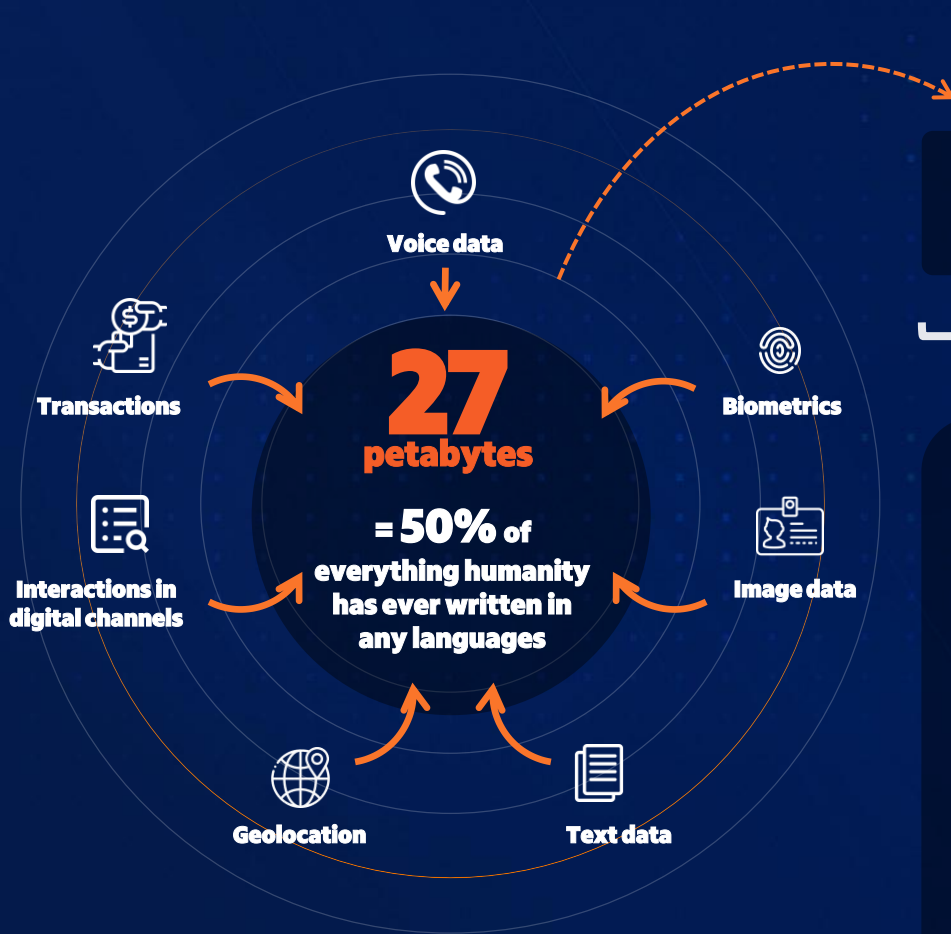 Voice data
27
petabytes
= 50% of
everything humanity
has ever written in
any languages
Transactions
Biometrics
Interactions in
digital channels
Image data
Geolocation
Text data